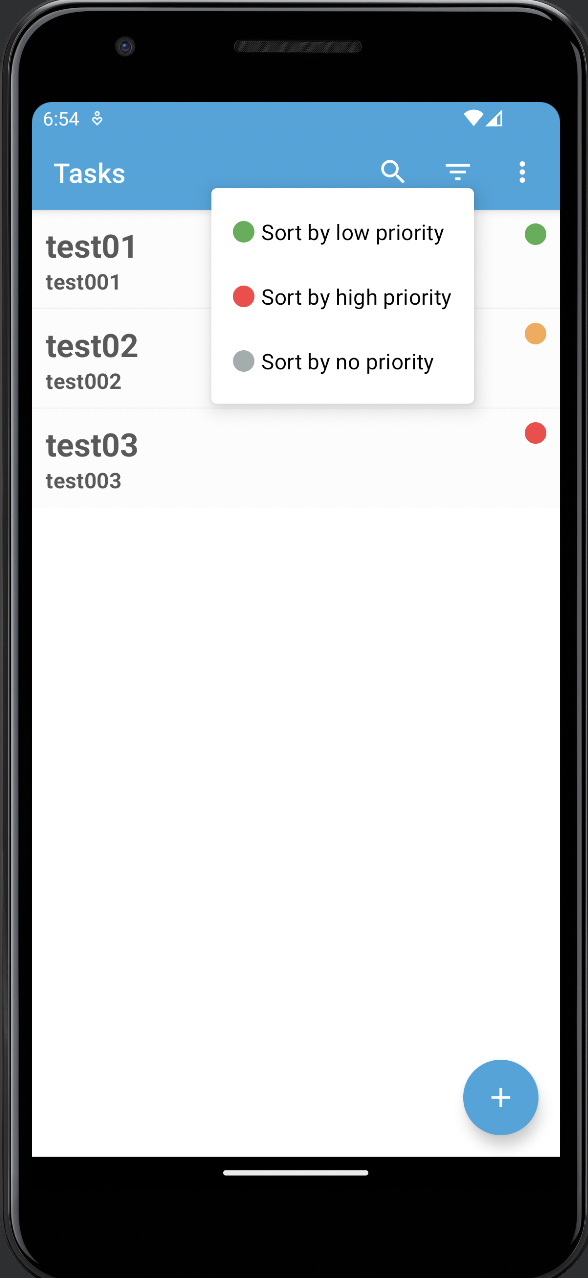 6:54
Tasks
Sort by low priority
Sort by high priority
Sort by no priority
test01
test001
test02
test002
test03
test003
+